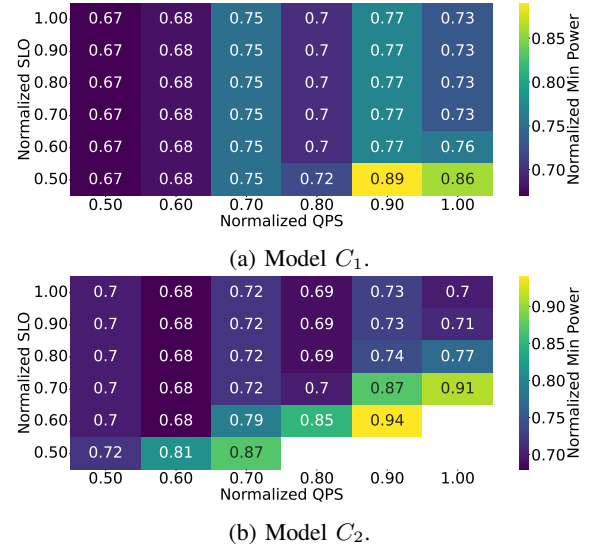 1.00 0.67 0.68 0.75 0.7 0.77 0.73
0.90 0.67 0.68 0.75 0.7 0.77 0.73
0.80 0.67 0.68 0.75 0.7 0.77 0.73
0.70 0.67 0.68 0.75 0.7 0.77 0.73
0.60 0.67 0.68 0.75 0.7 0.77 0.76
0.50 0.67 0.68 0.75 0.72 0.89 0.86
0.50 0.60 0.70 0.80 0.90 1.00
Normalized QPS
Normalized SLO
0.85
0.80
0.75
0.70
Normalized Min Power
(a) Model C1.
1.00 0.7 0.68 0.72 0.69 0.73 0.7
0.90 0.7 0.68 0.72 0.69 0.73 0.71
0.80 0.7 0.68 0.72 0.69 0.74 0.77
0.70 0.7 0.68 0.72 0.7 0.87 0.91
0.60 0.7 0.68 0.79 0.85 0.94
0.50 0.72 0.81 0.87
0.50 0.60 0.70 0.80 0.90 1.00
Normalized QPS
Normalized SLO
0.90
0.85
0.80
0.75
0.70
Normalized Min Power
(b) Model C2.